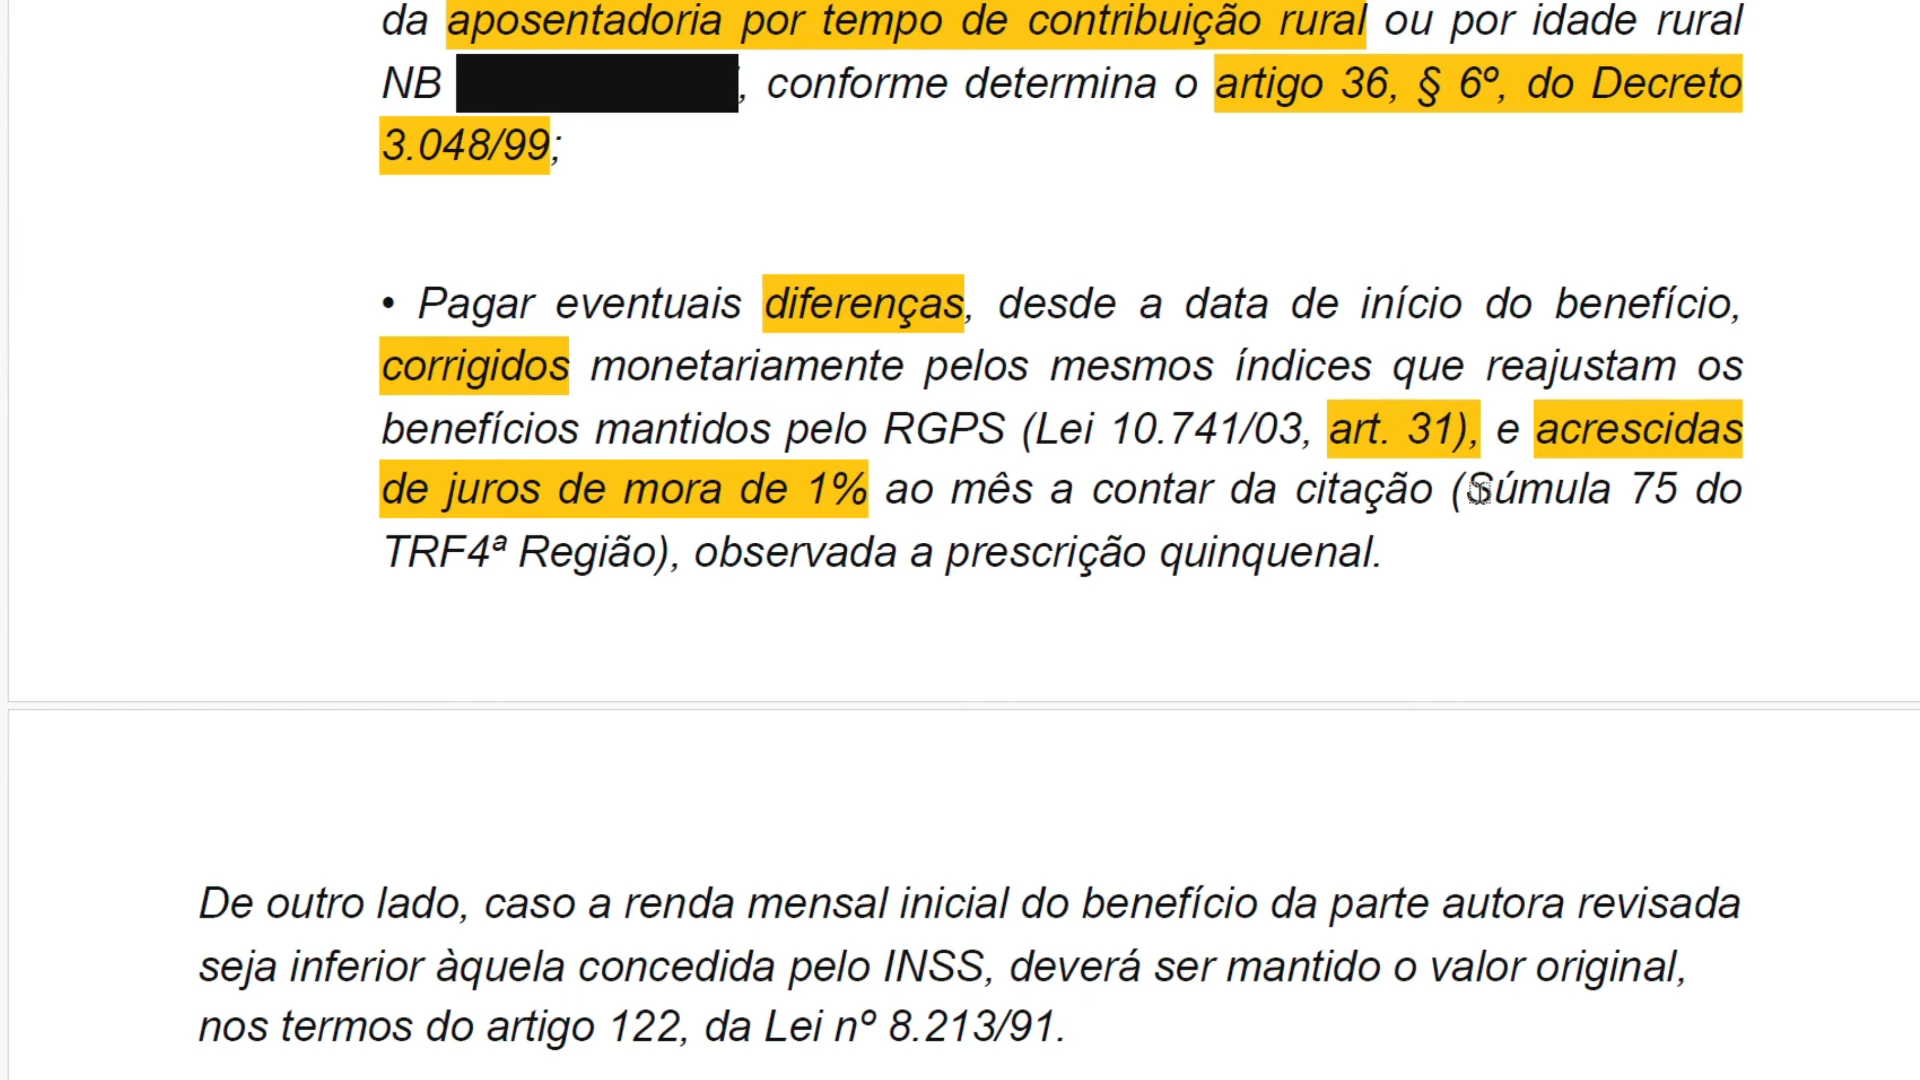 da aposentadoria por tempo de contribuição rural ou por idade rural
NB , conforme determina o artigo 36, § 6º, do Decreto
3.048/99;
• Pagar eventuais diferenças, desde a data de início do benefício,
corrigidos monetariamente pelos mesmos índices que reajustam os
benefícios mantidos pelo RGPS (Lei 10.741/03, art. 31), e acrescidas
de juros de mora de 1% ao mês a contar da citação (Súmula 75 do
TRF4ª Região), observada a prescrição quinquenal.
De outro lado, caso a renda mensal inicial do benefício da parte autora revisada
seja inferior àquela concedida pelo INSS, deverá ser mantido o valor original,
nos termos do artigo 122, da Lei nº 8.213/91.